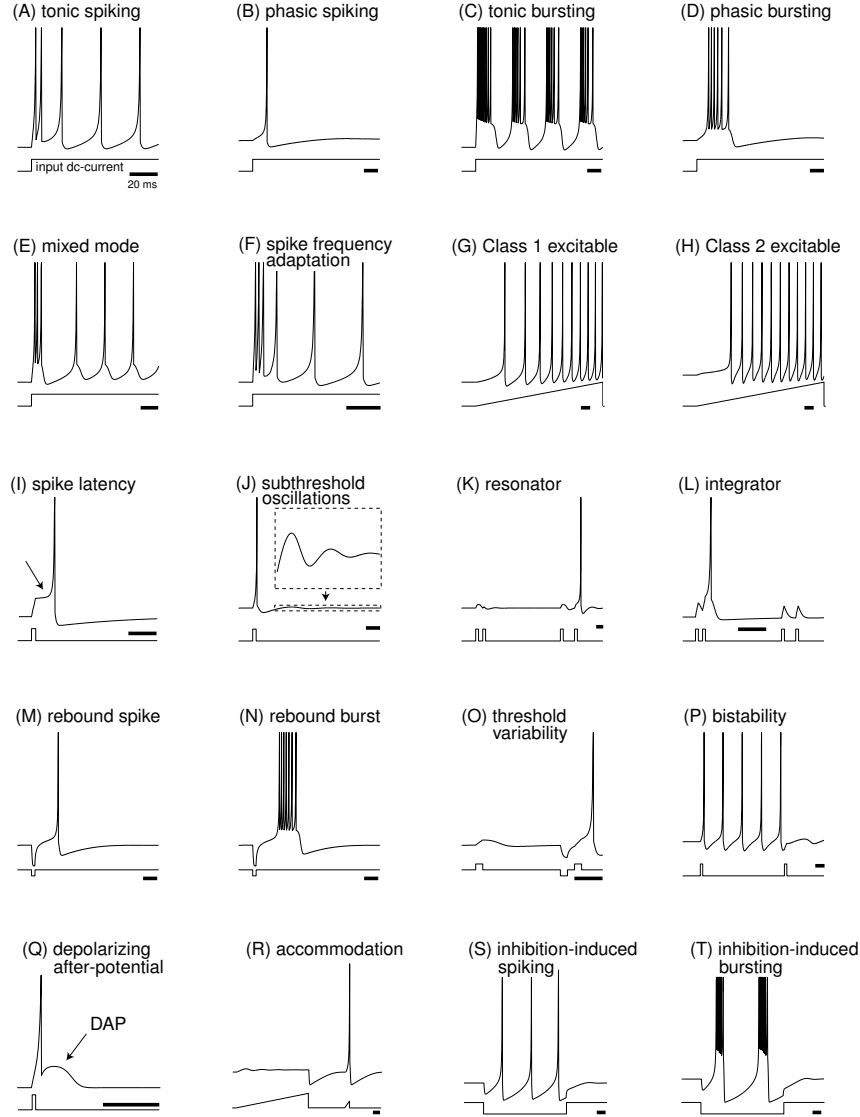 (A) tonic spiking
(B) phasic spiking
(C) tonic bursting
(D) phasic bursting
input dc-current
20 ms
(E) mixed mode
(F) spike frequency
adaptation
(G) Class 1 excitable
(H) Class 2 excitable
(I) spike latency
(J) subthreshold
oscillations
(K) resonator
(L) integrator
(M) rebound spike
(N) rebound burst
(O) threshold
variability
(P) bistability
(Q) depolarizing
after-potential
DAP
(R) accommodation
(S) inhibition-induced
spiking
(T) inhibition-induced
bursting